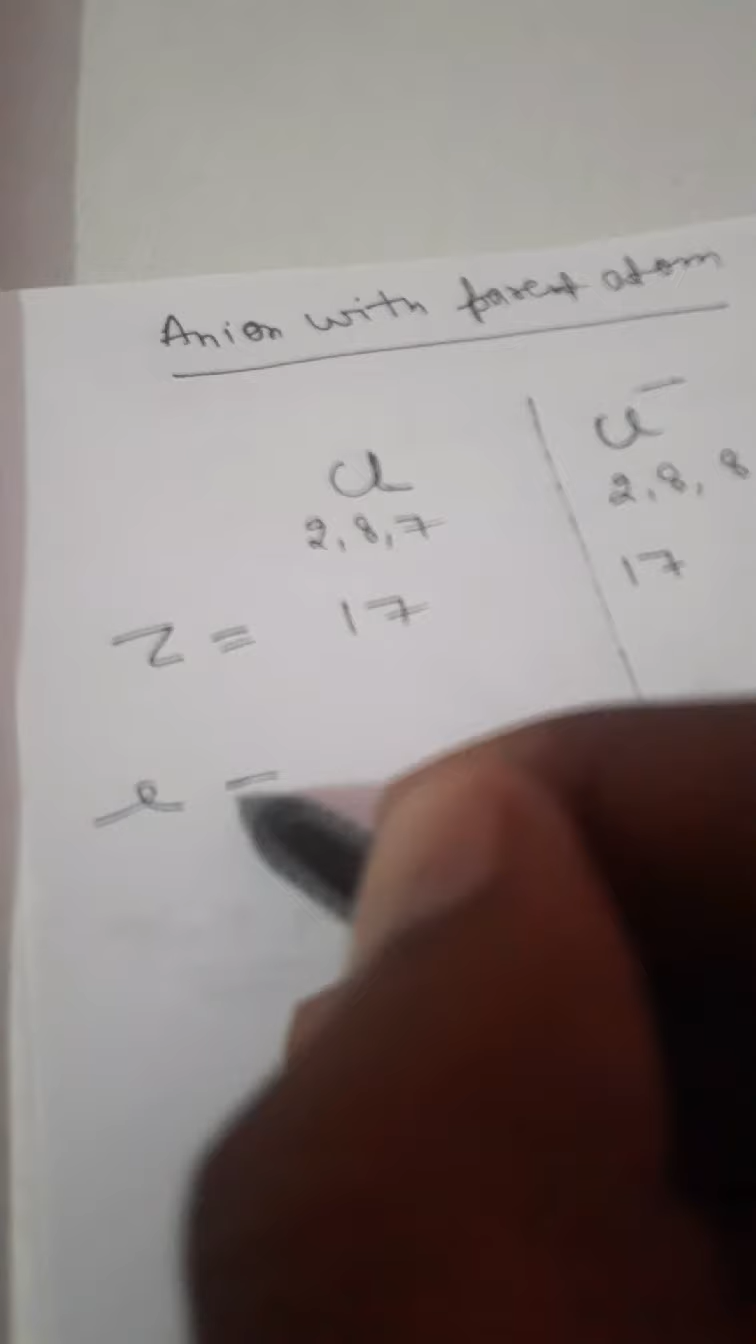 Anion with parent atom
Cl
2,8,7
Z = 17
e =
Cl⁻
2,8,8
17